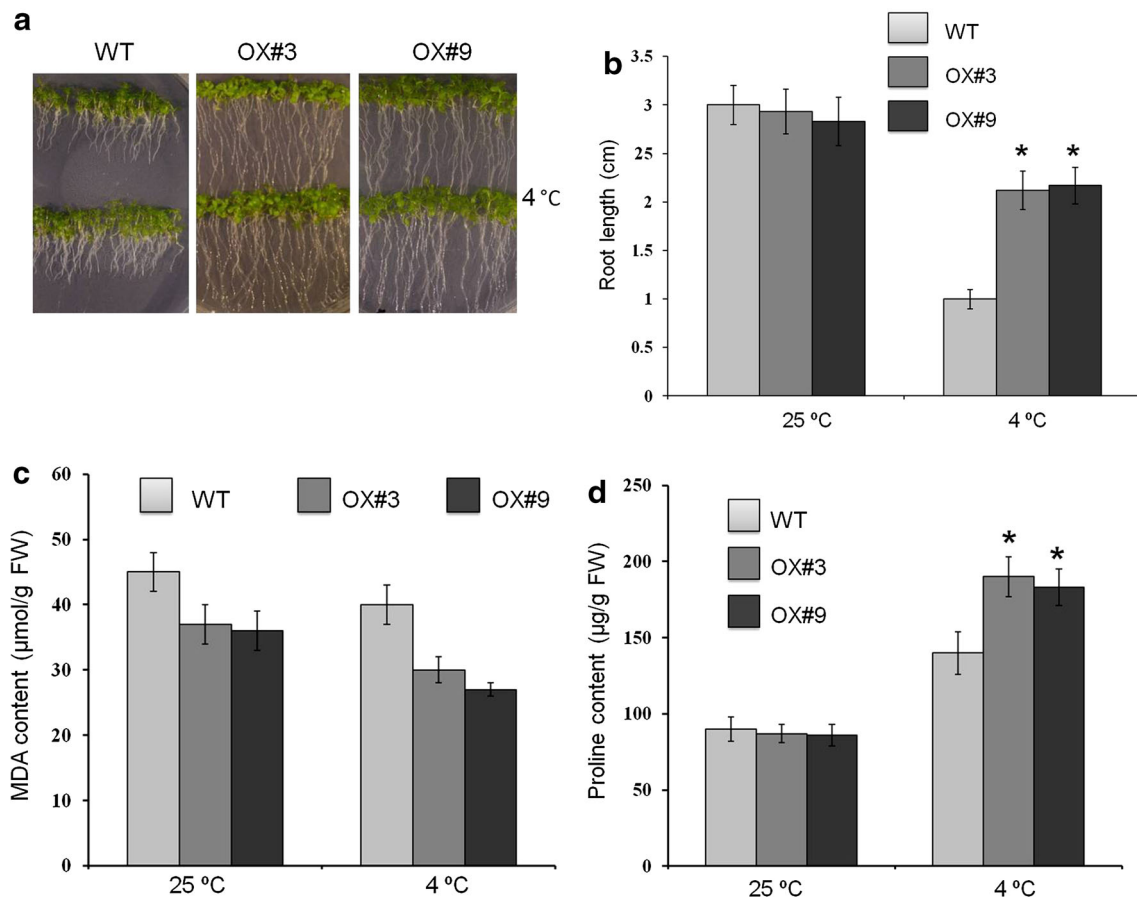 a
WT OX#3 OX#9
4 °C
b
WT
OX#3
OX#9
Root length (cm)
3.5
3
2.5
2
1.5
1
0.5
0
* *
25 ºC 4 ºC
c
WT OX#3 OX#9
MDA content (µmol/g FW)
60
50
40
30
20
10
0
25 ºC 4 ºC
d
WT
OX#3
OX#9
Proline content (µg/g FW)
250
200
150
100
50
0
* *
25 ºC 4 ºC